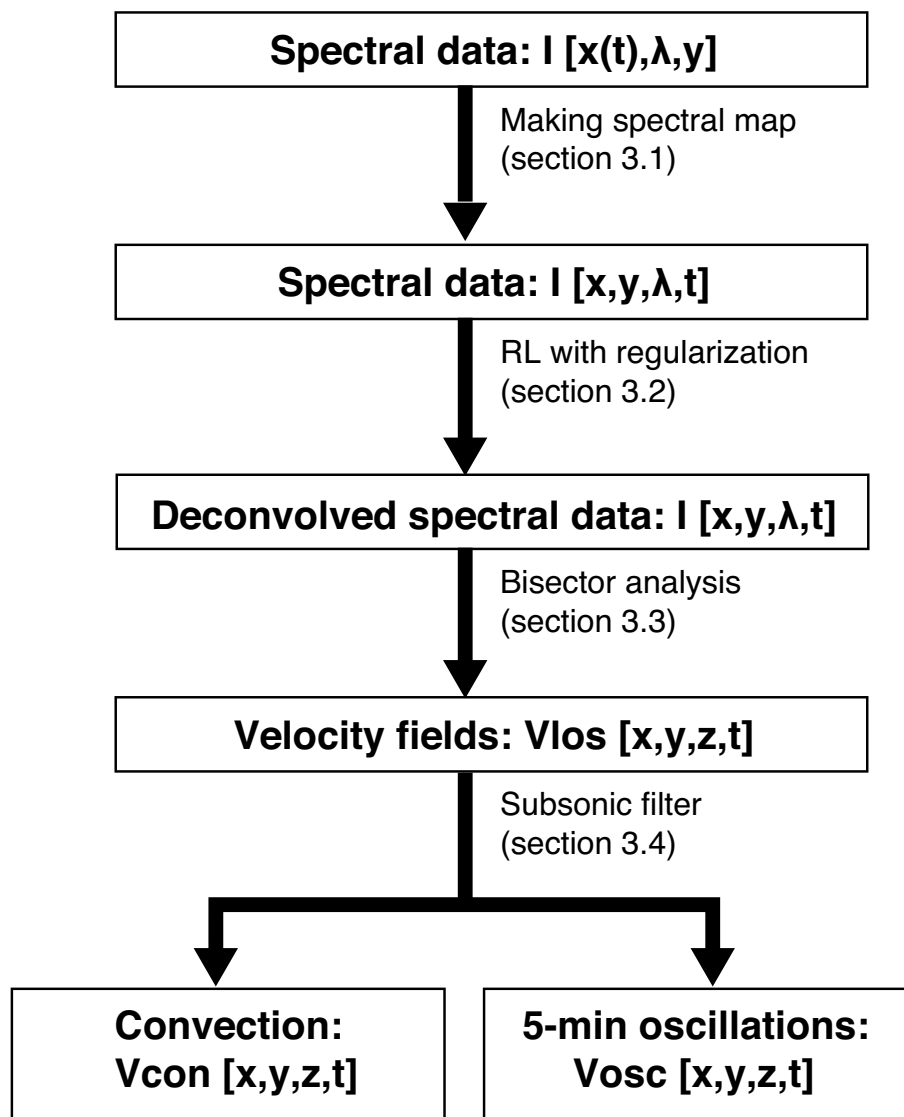 Spectral data: I [x(t),λ,y]
Making spectral map
(section 3.1)
Spectral data: I [x,y,λ,t]
RL with regularization
(section 3.2)
Deconvolved spectral data: I [x,y,λ,t]
Bisector analysis
(section 3.3)
Velocity fields: Vlos [x,y,z,t]
Subsonic filter
(section 3.4)
Convection:
Vcon [x,y,z,t]
5-min oscillations:
Vosc [x,y,z,t]